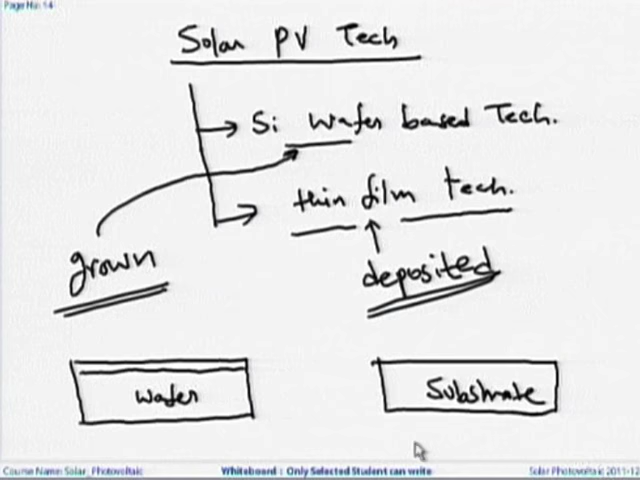 Page No: 14
Solar PV Tech
Si Wafer based Tech.
thin film tech.
grown
deposited
Wafer
Substrate
Course Name: Solar_Photovoltaic
Whiteboard : Only Selected Student can write
Solar Photovoltaic 2011-12